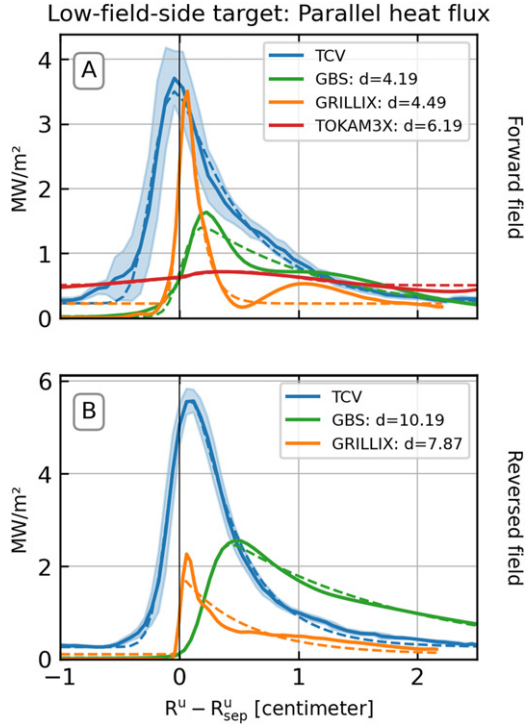 Low-field-side target: Parallel heat flux
A
TCV
GBS: d=4.19
GRILLIX: d=4.49
TOKAM3X: d=6.19
MW/m²
4
3
2
1
0
Forward field
B
TCV
GBS: d=10.19
GRILLIX: d=7.87
MW/m²
6
4
2
0
Reversed field
-1
0
1
2
Rᵘ − Rᵘsep [centimeter]